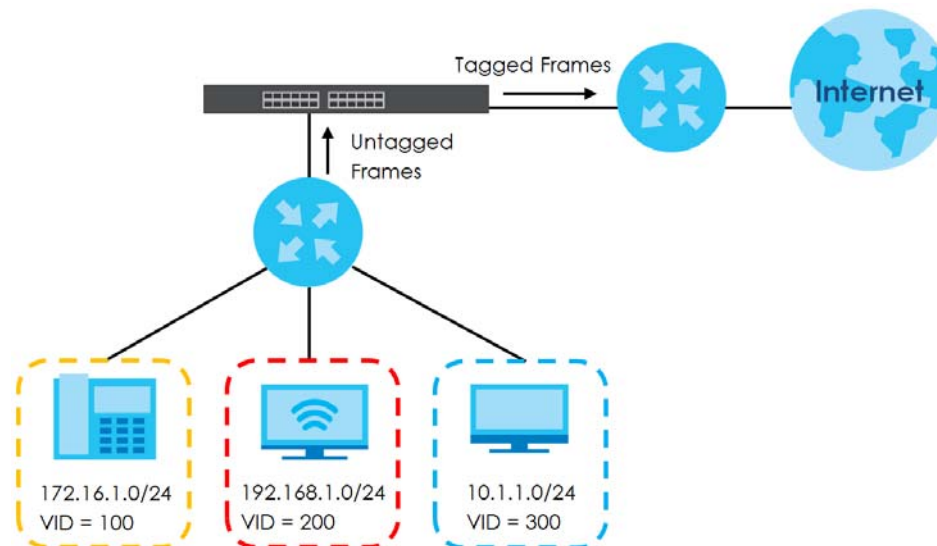 Tagged Frames
Internet
Untagged
Frames
172.16.1.0/24
VID = 100
192.168.1.0/24
VID = 200
10.1.1.0/24
VID = 300